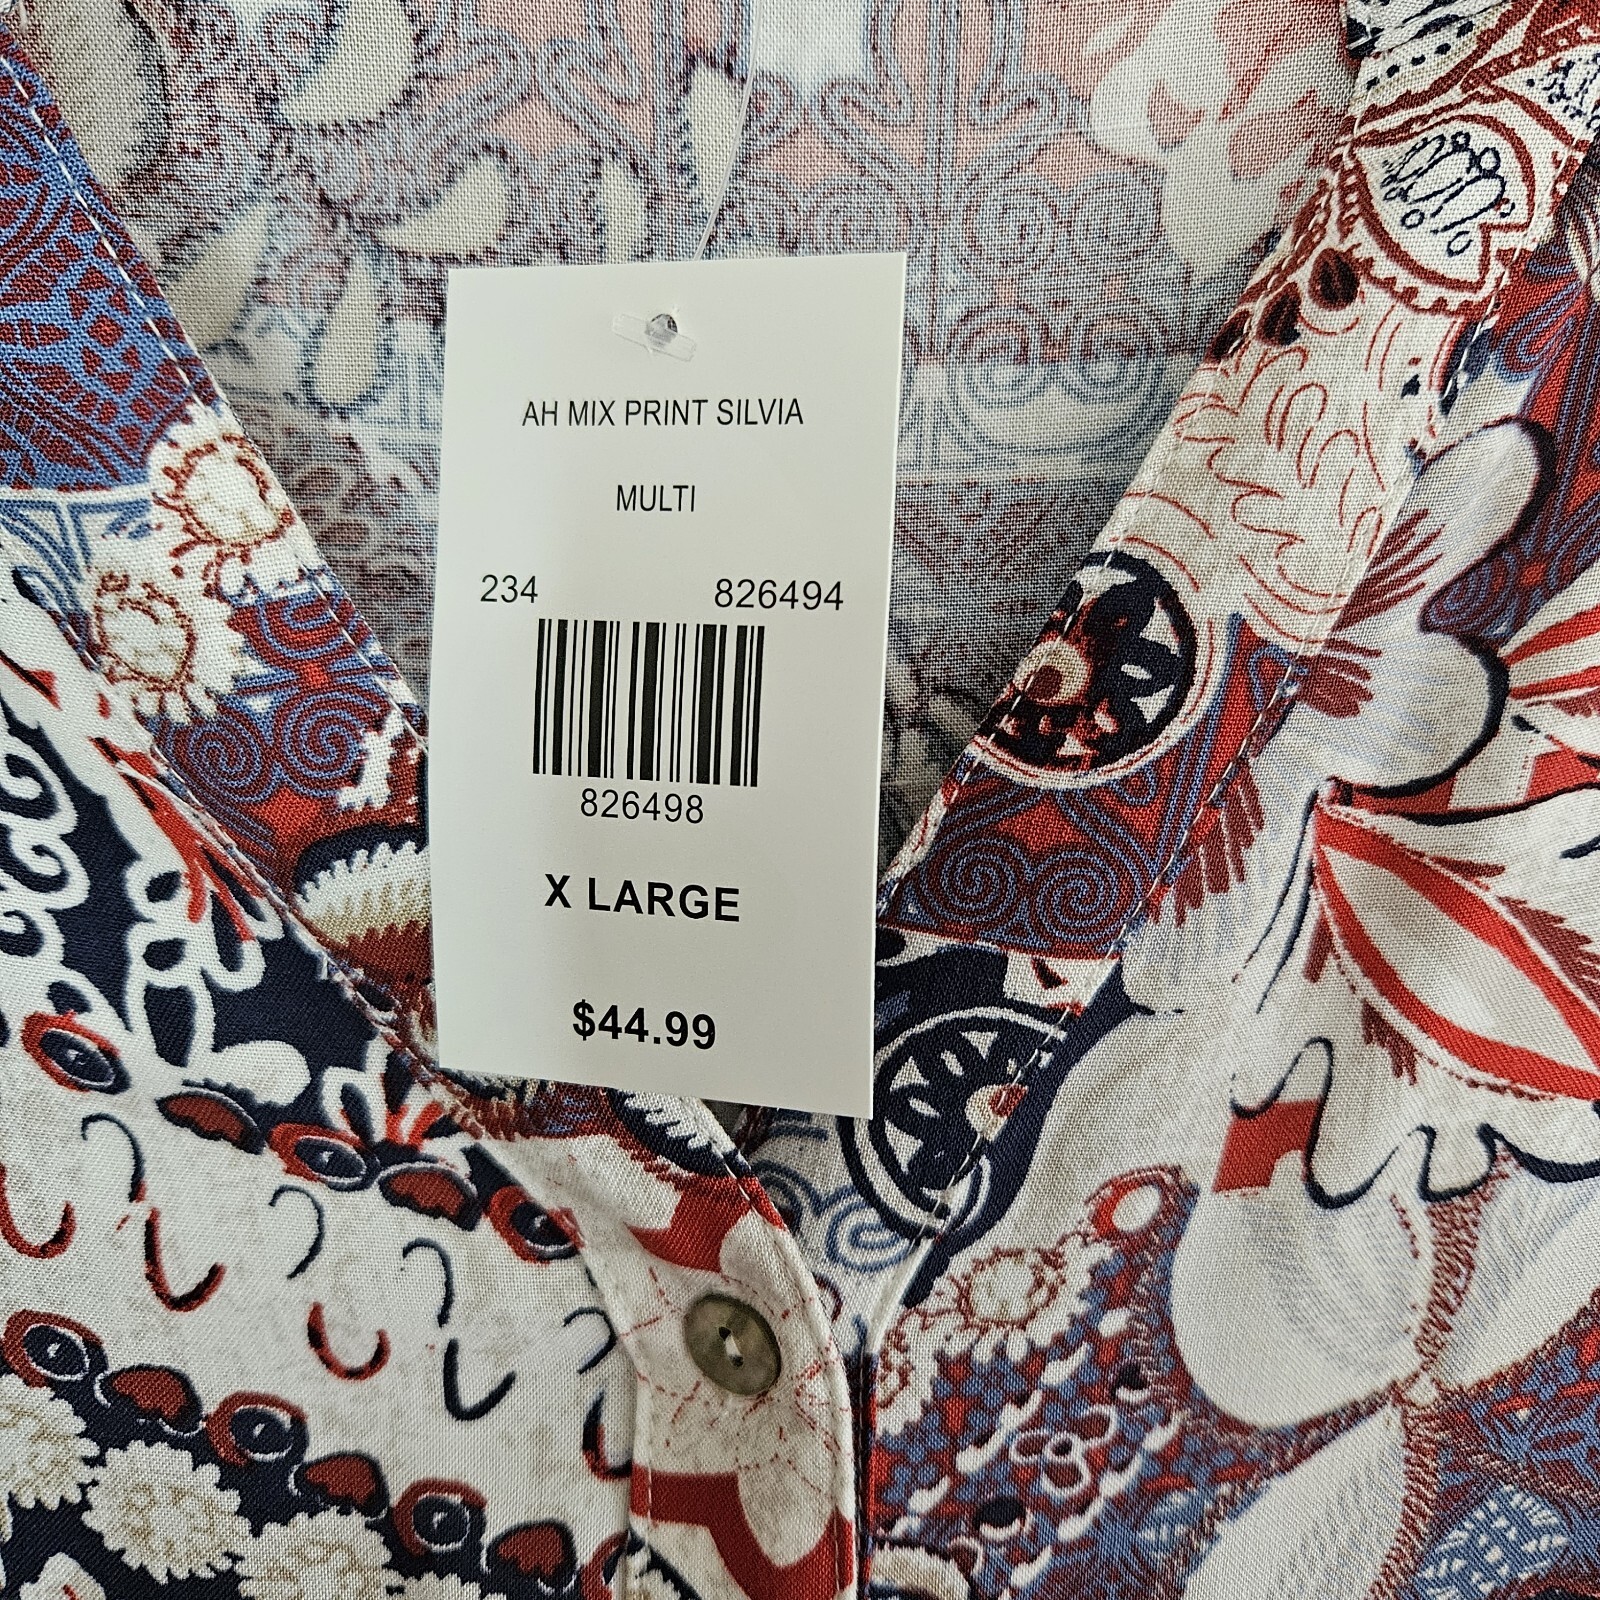 AH MIX PRINT SILVIA
MULTI
234 826494
826498
X LARGE
$44.99